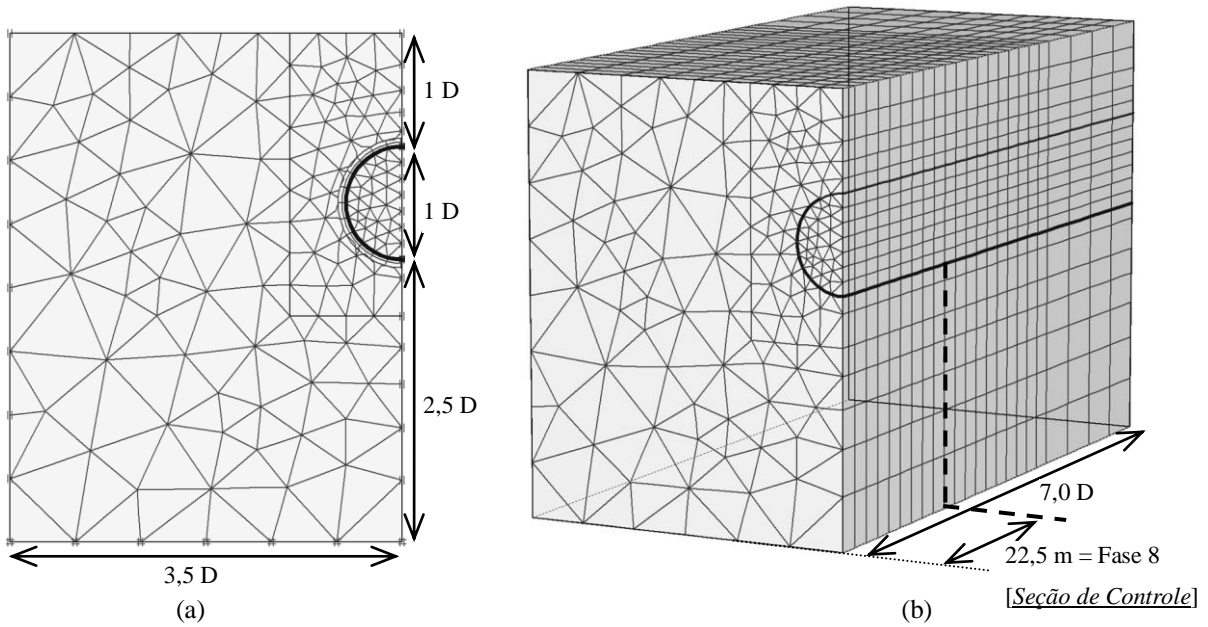 1 D
1 D
2,5 D
3,5 D
(a)
7,0 D
22,5 m = Fase 8
[Seção de Controle]
(b)